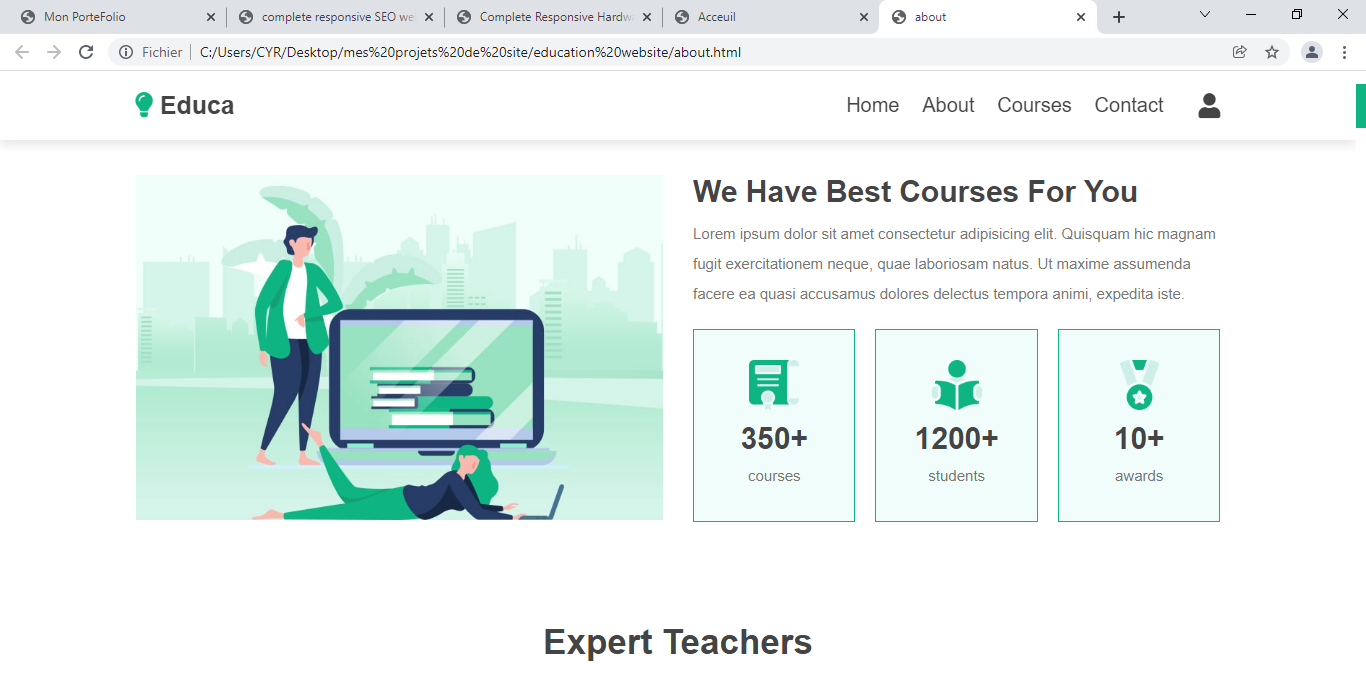 Mon PorteFolio
complete responsive SEO we
Complete Responsive Hardwa
Acceuil
about
Fichier
C:/Users/CYR/Desktop/mes%20projets%20de%20site/education%20website/about.html
Educa
Home
About
Courses
Contact
We Have Best Courses For You
Lorem ipsum dolor sit amet consectetur adipisicing elit. Quisquam hic magnam
fugit exercitationem neque, quae laboriosam natus. Ut maxime assumenda
facere ea quasi accusamus dolores delectus tempora animi, expedita iste.
350+
courses
1200+
students
10+
awards
Expert Teachers